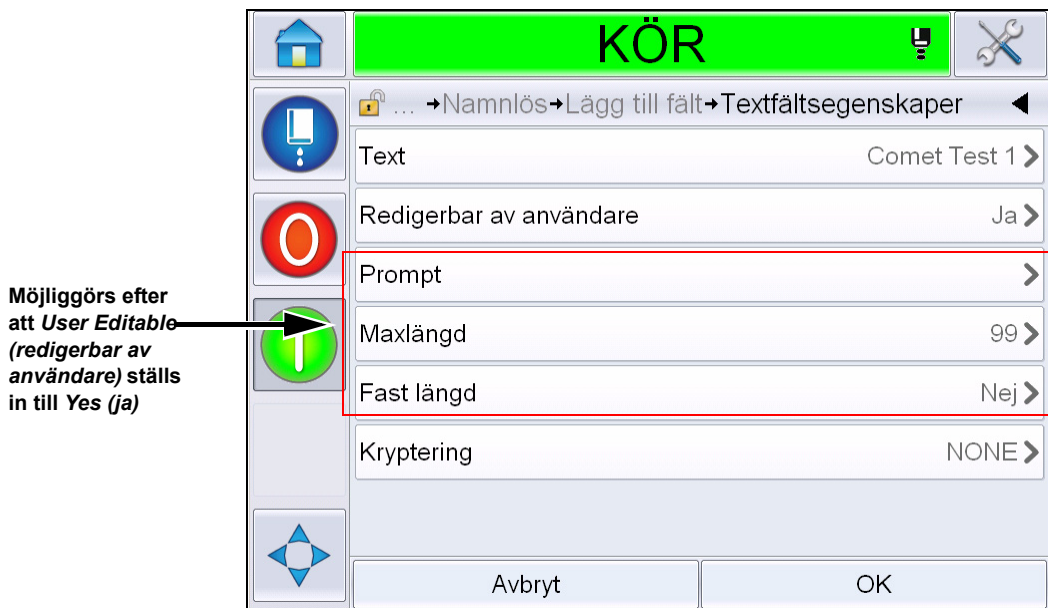 KÖR
... →Namnlös→Lägg till fält→Textfältsegenskaper
Text Comet Test 1
Redigerbar av användare Ja
Prompt
Maxlängd 99
Fast längd Nej
Kryptering NONE
Avbryt OK
Möjliggörs efter
att User Editable
(redigerbar av
användare) ställs
in till Yes (ja)